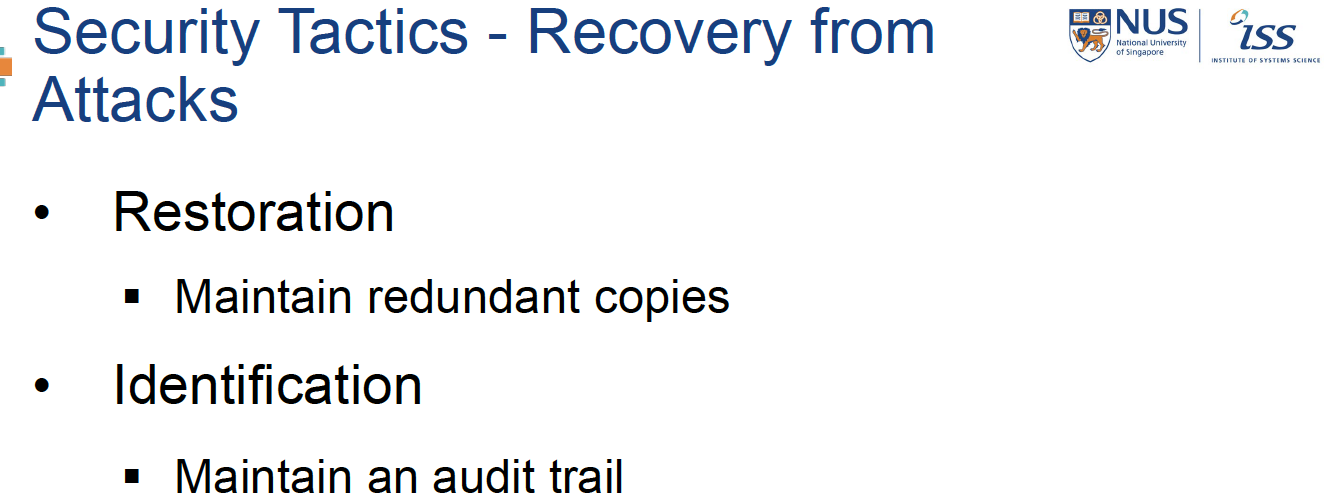 Security Tactics - Recovery from
Attacks
NUS
National University
of Singapore
iss
INSTITUTE OF SYSTEMS SCIENCE
• Restoration
▪ Maintain redundant copies
• Identification
▪ Maintain an audit trail